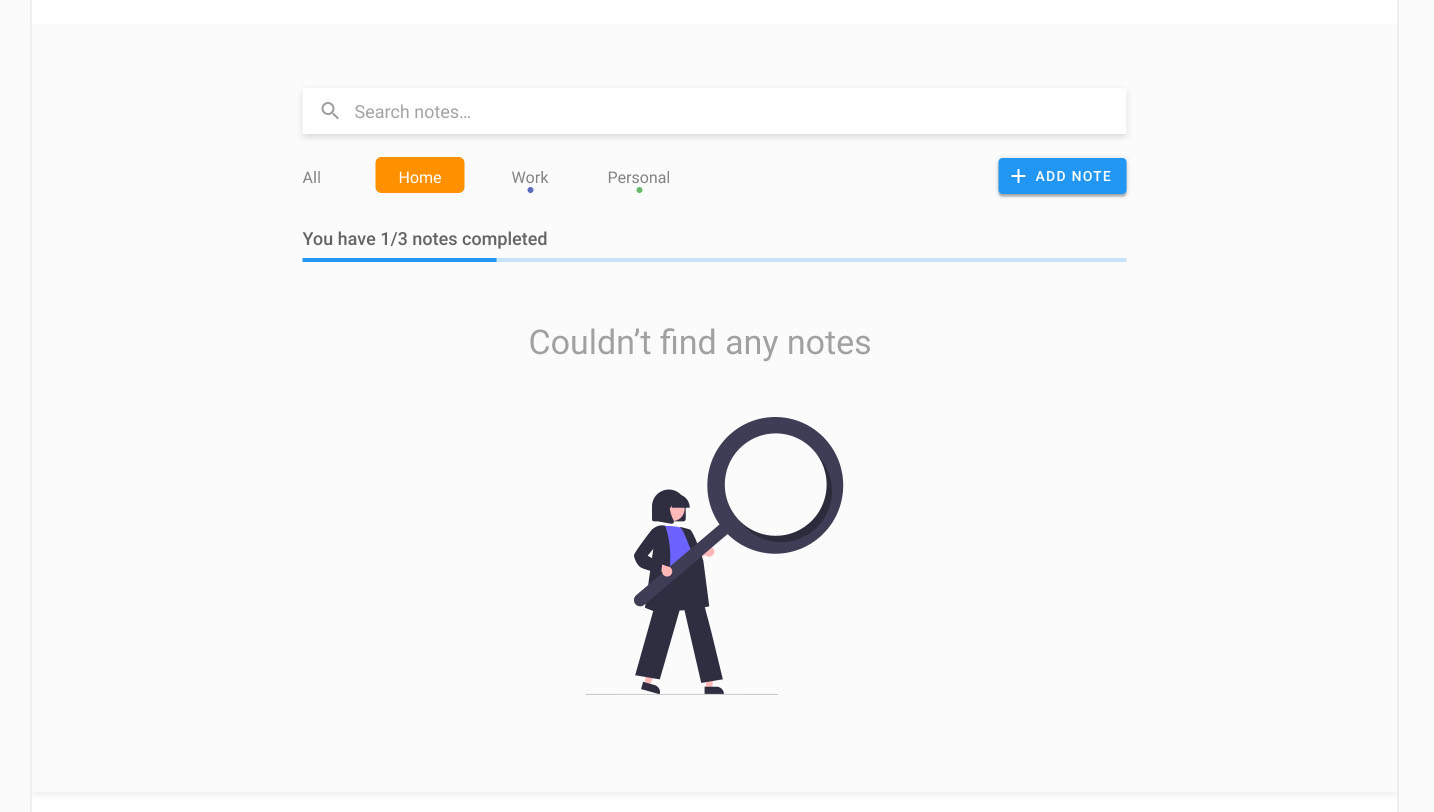 Search notes…
All Home Work Personal + ADD NOTE
You have 1/3 notes completed
Couldn’t find any notes